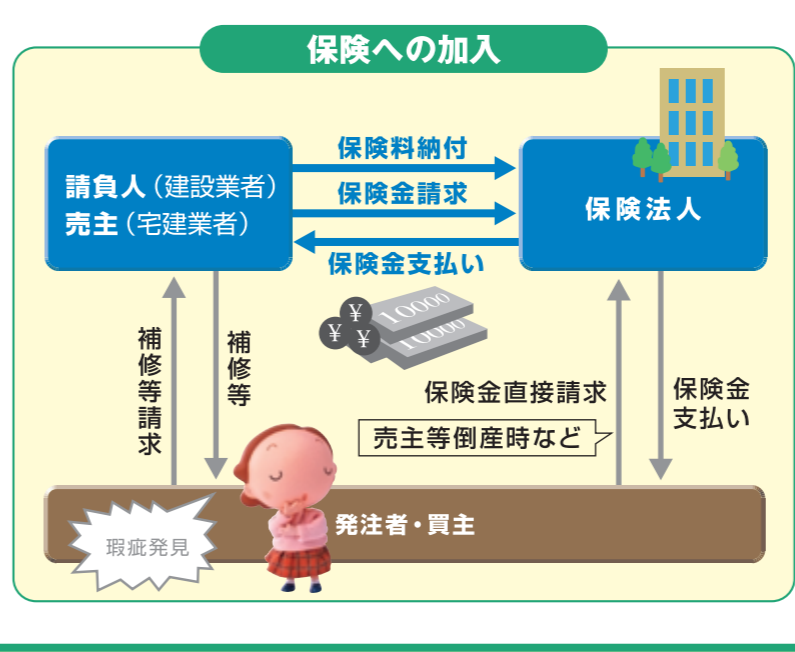 保険への加入
請負人（建設業者）
売主（宅建業者）
保険料納付
保険金請求
保険金支払い
保険法人
¥
¥
¥
10000
10000
補修等請求
補修等
保険金直接請求
売主等倒産時など
保険金
支払い
瑕疵発見
発注者・買主